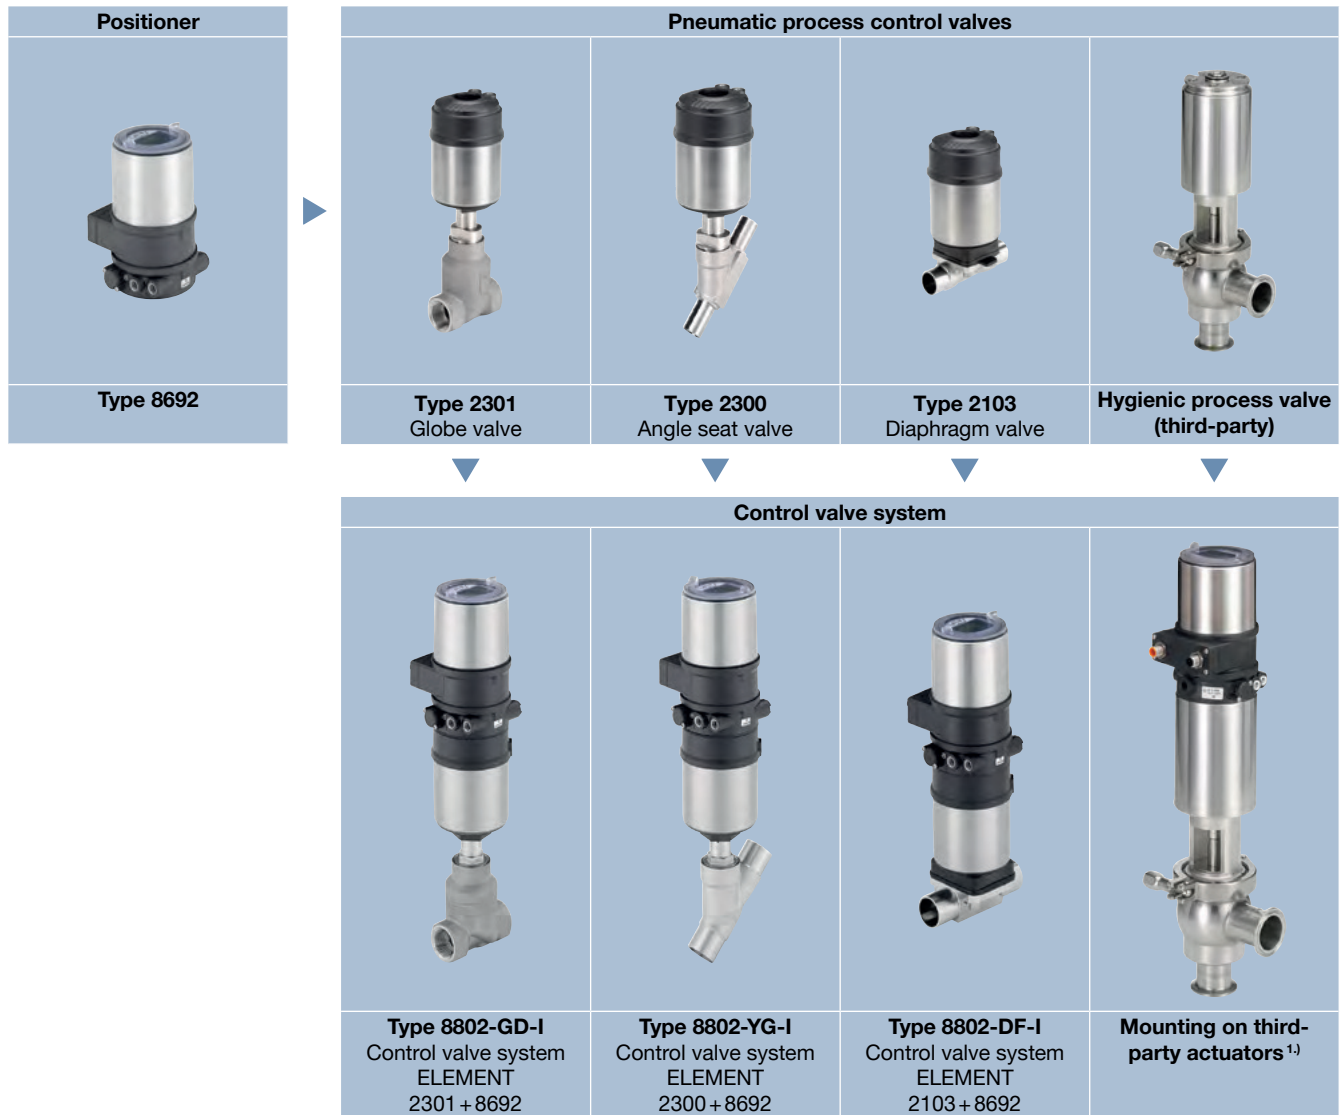 Positioner
Pneumatic process control valves
Type 8692
Type 2301
Globe valve
Type 2300
Angle seat valve
Type 2103
Diaphragm valve
Hygienic process valve
(third-party)
Control valve system
Type 8802-GD-I
Control valve system
ELEMENT
2301 + 8692
Type 8802-YG-I
Control valve system
ELEMENT
2300 + 8692
Type 8802-DF-I
Control valve system
ELEMENT
2103 + 8692
Mounting on third-
party actuators 1.)